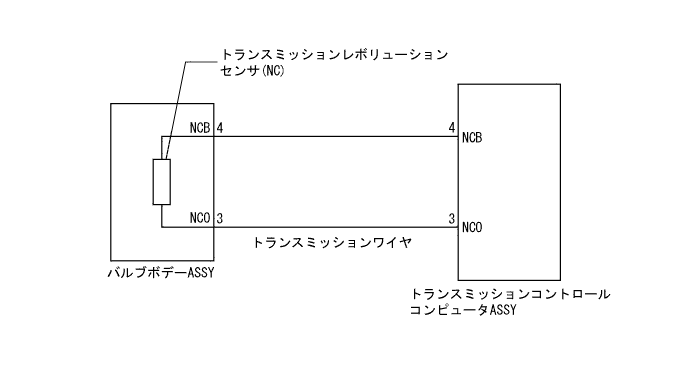 トランスミッションレボリューション
センサ(NC)
NCB 4
4 NCB
NCO 3
3 NCO
トランスミッションワイヤ
バルブボデーASSY
トランスミッションコントロール
コンピュータASSY